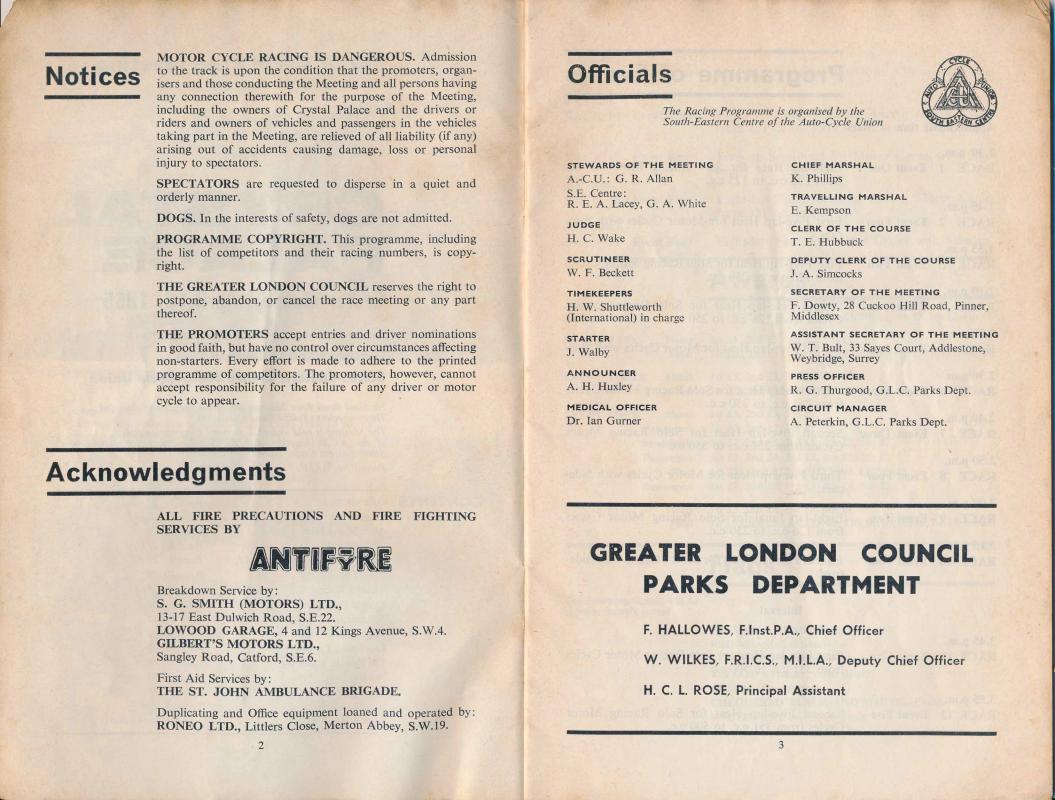 Notices
MOTOR CYCLE RACING IS DANGEROUS. Admission
to the track is upon the condition that the promoters, organ-
isers and those conducting the Meeting and all persons having
any connection therewith for the purpose of the Meeting,
including the owners of Crystal Palace and the drivers or
riders and owners of vehicles and passengers in the vehicles
taking part in the Meeting, are relieved of all liability (if any)
arising out of accidents causing damage, loss or personal
injury to spectators.
SPECTATORS are requested to disperse in a quiet and
orderly manner.
DOGS. In the interests of safety, dogs are not admitted.
PROGRAMME COPYRIGHT. This programme, including
the list of competitors and their racing numbers, is copy-
right.
THE GREATER LONDON COUNCIL reserves the right to
postpone, abandon, or cancel the race meeting or any part
thereof.
THE PROMOTERS accept entries and driver nominations
in good faith, but have no control over circumstances affecting
non-starters. Every effort is made to adhere to the printed
programme of competitors. The promoters, however, cannot
accept responsibility for the failure of any driver or motor
cycle to appear.
Acknowledgments
ALL FIRE PRECAUTIONS AND FIRE FIGHTING
SERVICES BY
ANTIFYRE
Breakdown Service by:
S. G. SMITH (MOTORS) LTD.,
13-17 East Dulwich Road, S.E.22.
LOWOOD GARAGE, 4 and 12 Kings Avenue, S.W.4.
GILBERT'S MOTORS LTD.,
Sangley Road, Catford, S.E.6.
First Aid Services by:
THE ST. JOHN AMBULANCE BRIGADE.
Duplicating and Office equipment loaned and operated by:
RONEO LTD., Littlers Close, Merton Abbey, S.W.19.
2
Officials
The Racing Programme is organised by the
South-Eastern Centre of the Auto-Cycle Union
AUTO CYCLE UNION
SOUTH EASTERN CENTRE
STEWARDS OF THE MEETING
A.-C.U.: G. R. Allan
S.E. Centre:
R. E. A. Lacey, G. A. White
JUDGE
H. C. Wake
SCRUTINEER
W. F. Beckett
TIMEKEEPERS
H. W. Shuttleworth
(International) in charge
STARTER
J. Walby
ANNOUNCER
A. H. Huxley
MEDICAL OFFICER
Dr. Ian Gurner
CHIEF MARSHAL
K. Phillips
TRAVELLING MARSHAL
E. Kempson
CLERK OF THE COURSE
T. E. Hubbuck
DEPUTY CLERK OF THE COURSE
J. A. Simcocks
SECRETARY OF THE MEETING
F. Dowty, 28 Cuckoo Hill Road, Pinner,
Middlesex
ASSISTANT SECRETARY OF THE MEETING
W. T. Bult, 33 Sayes Court, Addlestone,
Weybridge, Surrey
PRESS OFFICER
R. G. Thurgood, G.L.C. Parks Dept.
CIRCUIT MANAGER
A. Peterkin, G.L.C. Parks Dept.
GREATER LONDON COUNCIL
PARKS DEPARTMENT
F. HALLOWES, F.Inst.P.A., Chief Officer
W. WILKES, F.R.I.C.S., M.I.L.A., Deputy Chief Officer
H. C. L. ROSE, Principal Assistant
3